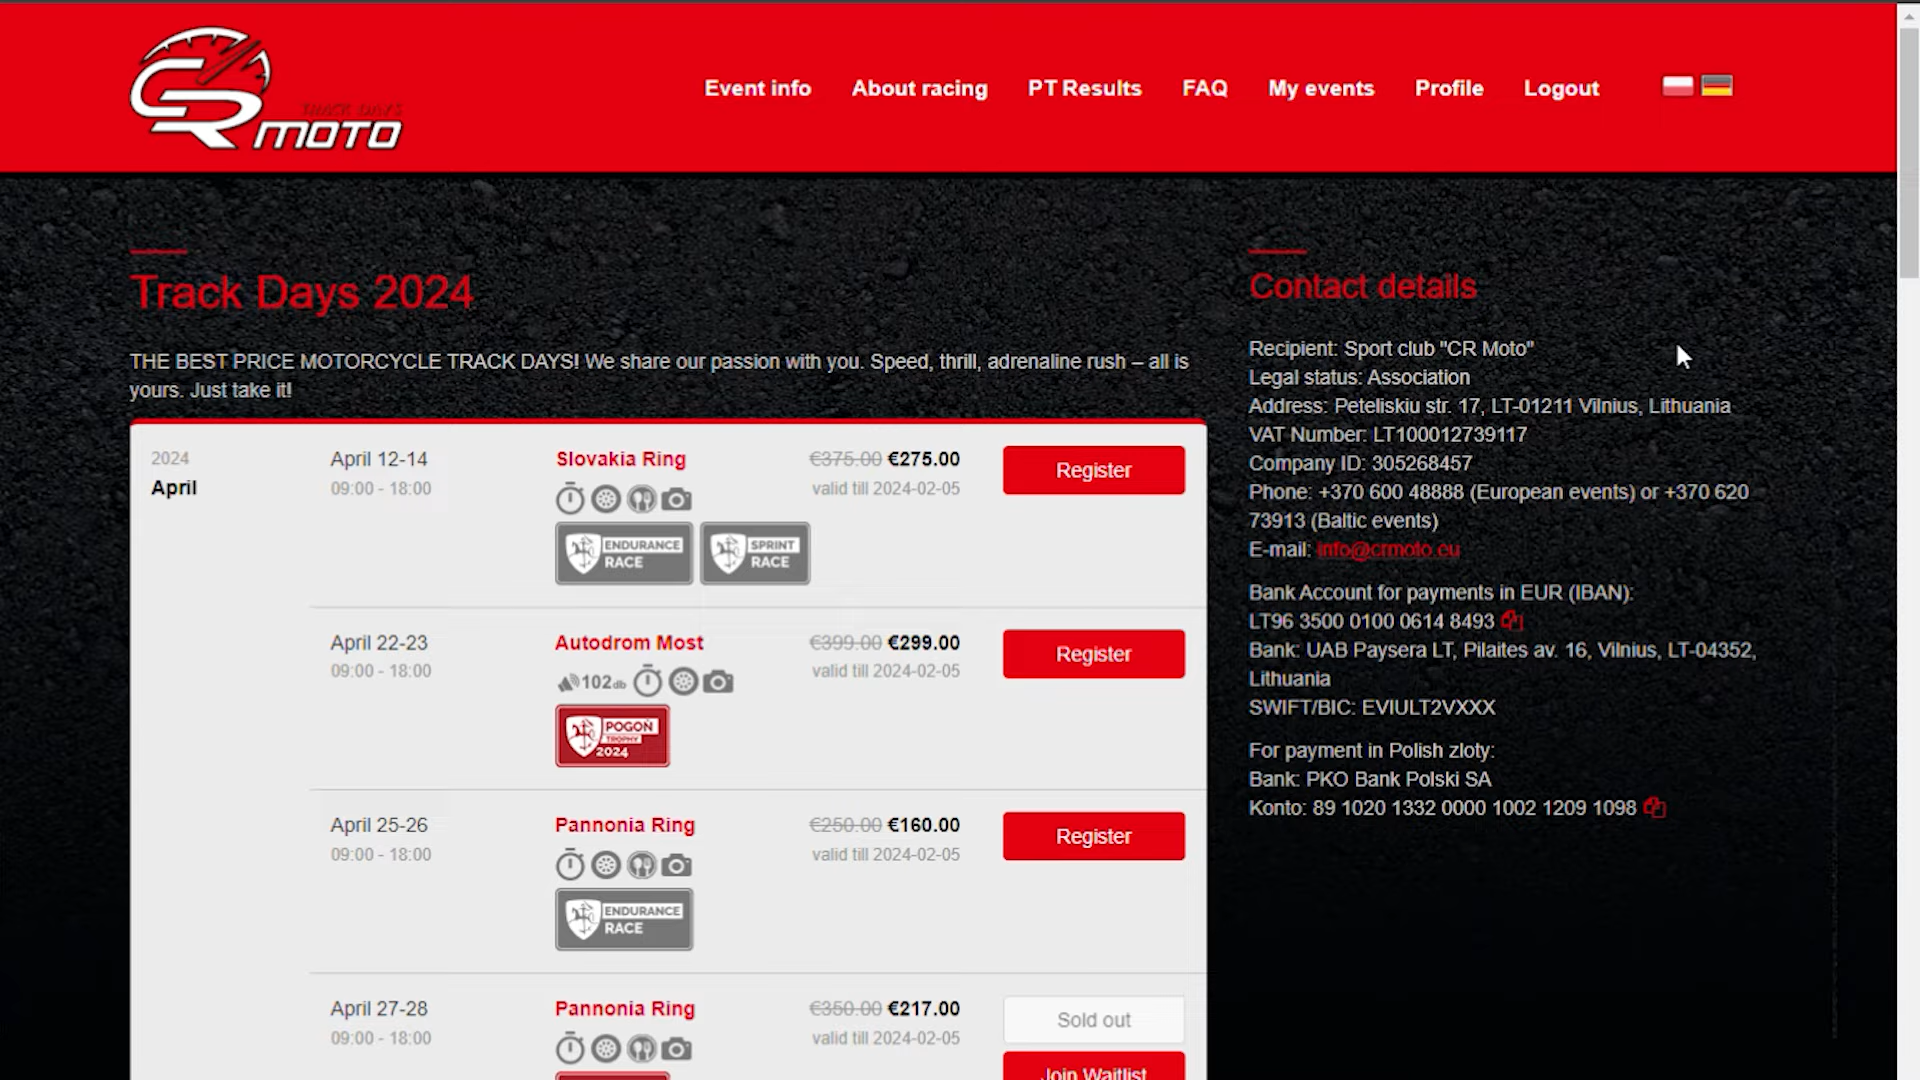 TRACK DAYS
CR MOTO
Event info
About racing
PT Results
FAQ
My events
Profile
Logout
Track Days 2024
THE BEST PRICE MOTORCYCLE TRACK DAYS! We share our passion with you. Speed, thrill, adrenaline rush – all is
yours. Just take it!
2024
April
April 12-14
09:00 - 18:00
Slovakia Ring
ENDURANCE
RACE
SPRINT
RACE
€375.00 €275.00
valid till 2024-02-05
Register
April 22-23
09:00 - 18:00
Autodrom Most
102db
POGOŃ
TROPHY
2024
€399.00 €299.00
valid till 2024-02-05
Register
April 25-26
09:00 - 18:00
Pannonia Ring
ENDURANCE
RACE
€250.00 €160.00
valid till 2024-02-05
Register
April 27-28
09:00 - 18:00
Pannonia Ring
€350.00 €217.00
valid till 2024-02-05
Sold out
Join Waitlist
Contact details
Recipient: Sport club "CR Moto"
Legal status: Association
Address: Peteliskiu str. 17, LT-01211 Vilnius, Lithuania
VAT Number: LT100012739117
Company ID: 305268457
Phone: +370 600 48888 (European events) or +370 620
73913 (Baltic events)
E-mail: info@crmoto.eu
Bank Account for payments in EUR (IBAN):
LT96 3500 0100 0614 8493
Bank: UAB Paysera LT, Pilaites av. 16, Vilnius, LT-04352,
Lithuania
SWIFT/BIC: EVIULT2VXXX
For payment in Polish zloty:
Bank: PKO Bank Polski SA
Konto: 89 1020 1332 0000 1002 1209 1098